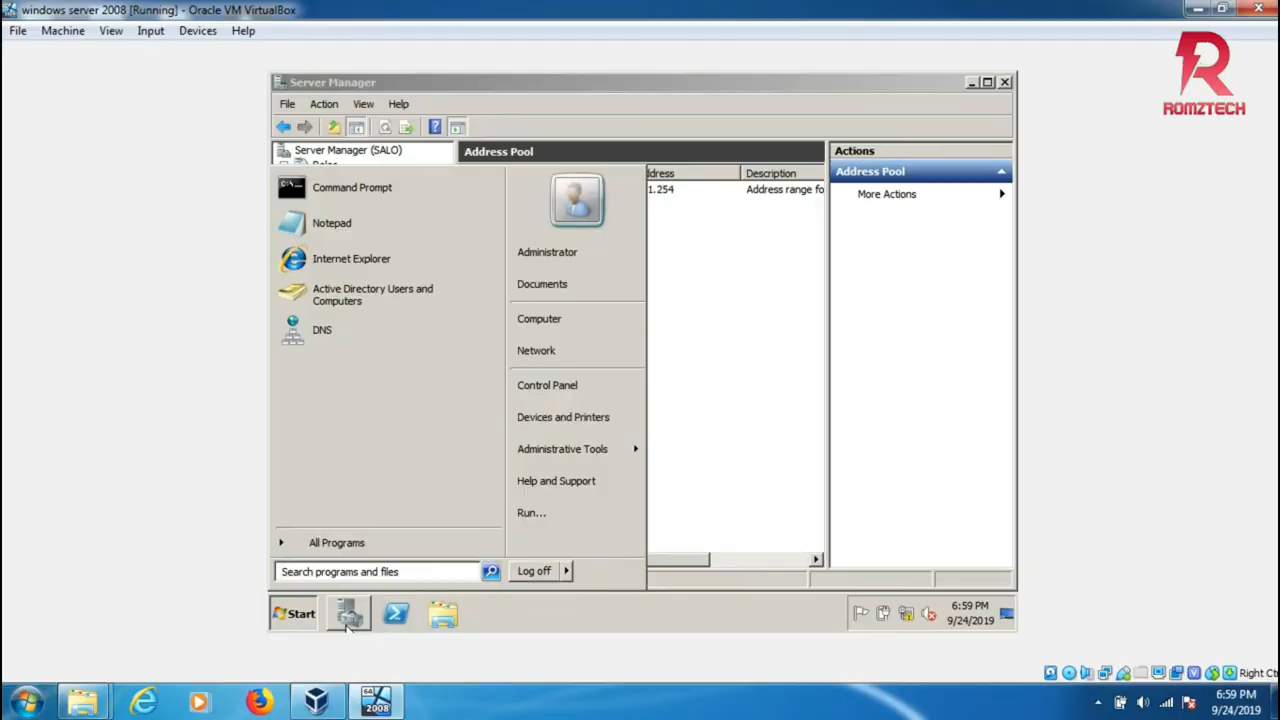 windows server 2008 [Running] - Oracle VM VirtualBox
File Machine View Input Devices Help
ROMZTECH
Server Manager
File Action View Help
Server Manager (SALO)
Roles
Address Pool
Actions
Address Pool
More Actions
ddress Description
1.254 Address range fo
Command Prompt
Notepad
Internet Explorer
Active Directory Users and
Computers
DNS
All Programs
Search programs and files
Administrator
Documents
Computer
Network
Control Panel
Devices and Printers
Administrative Tools
Help and Support
Run...
Log off
Start
6:59 PM
9/24/2019
Right Ct
64
2008
6:59 PM
9/24/2019